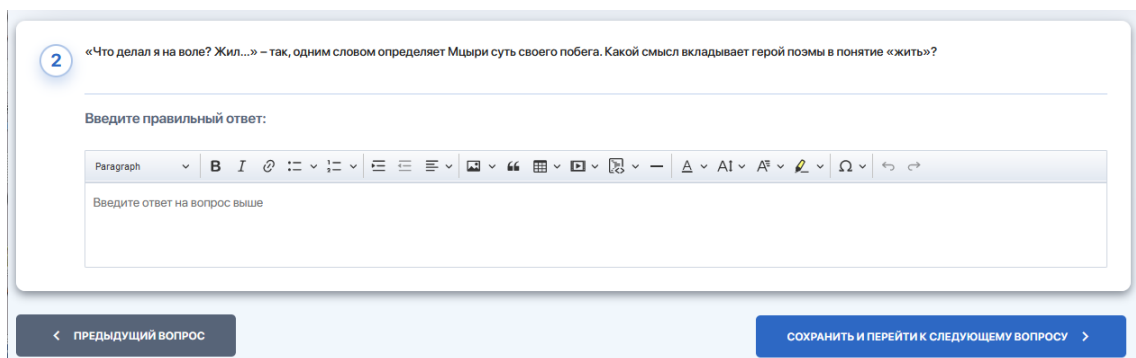 2
«Что делал я на воле? Жил...» – так, одним словом определяет Мцыри суть своего побега. Какой смысл вкладывает герой поэмы в понятие «жить»?
Введите правильный ответ:
Paragraph B I A AI A Ω
Введите ответ на вопрос выше
ПРЕДЫДУЩИЙ ВОПРОС СОХРАНИТЬ И ПЕРЕЙТИ К СЛЕДУЮЩЕМУ ВОПРОСУ